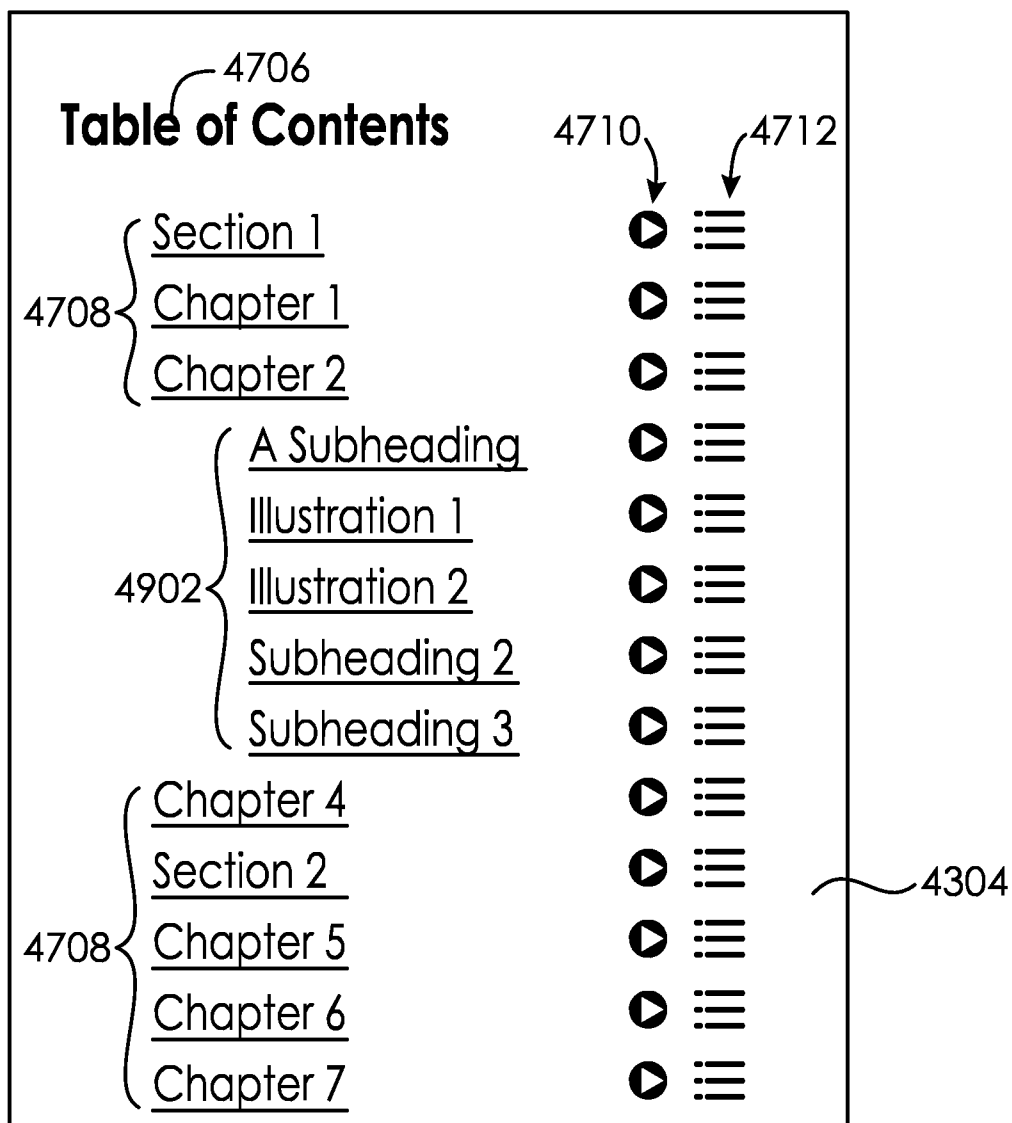 4706
Table of Contents
4710 4712
Section 1
4708 Chapter 1
Chapter 2
A Subheading
Illustration 1
4902 Illustration 2
Subheading 2
Subheading 3
Chapter 4
Section 2 4304
4708 Chapter 5
Chapter 6
Chapter 7